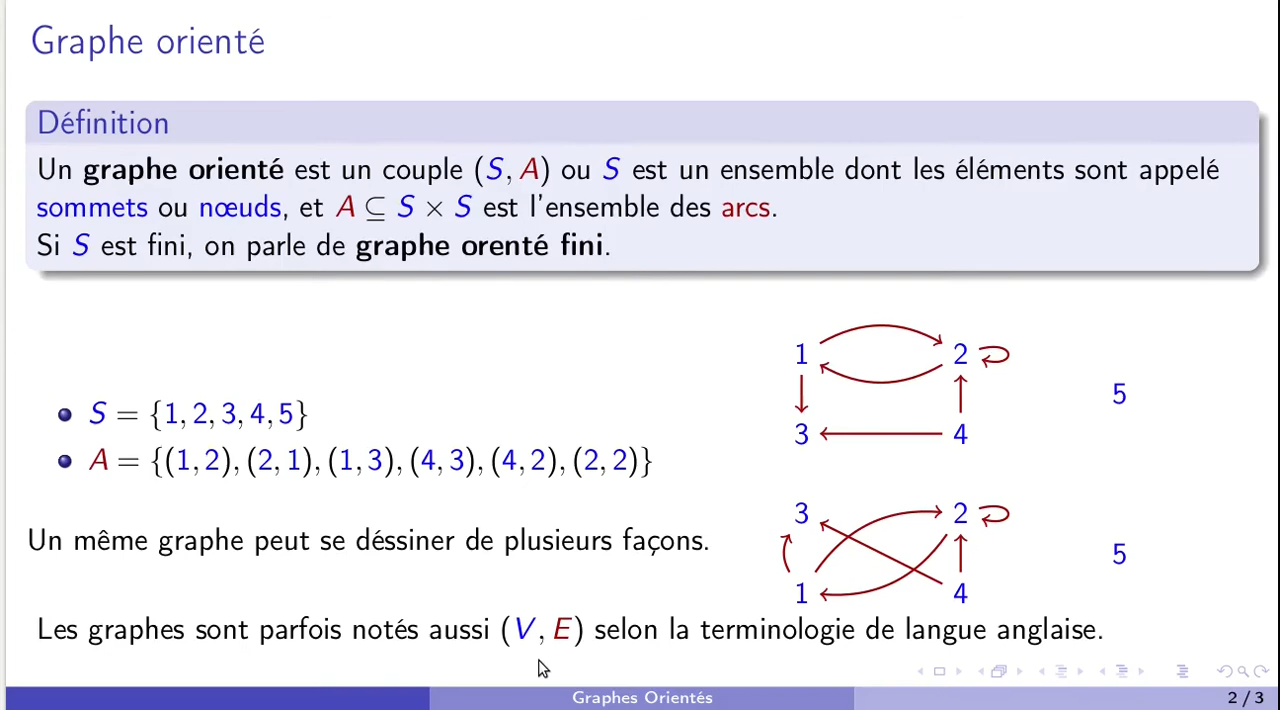 Graphe orienté
Définition
Un graphe orienté est un couple (S, A) ou S est un ensemble dont les éléments sont appelé
sommets ou nœuds, et A ⊆ S × S est l'ensemble des arcs.
Si S est fini, on parle de graphe orenté fini.
S = {1, 2, 3, 4, 5}
A = {(1, 2), (2, 1), (1, 3), (4, 3), (4, 2), (2, 2)}
1 2
5
3 4
Un même graphe peut se déssiner de plusieurs façons.
3 2
5
1 4
Les graphes sont parfois notés aussi (V, E) selon la terminologie de langue anglaise.
Graphes Orientés
2 / 3